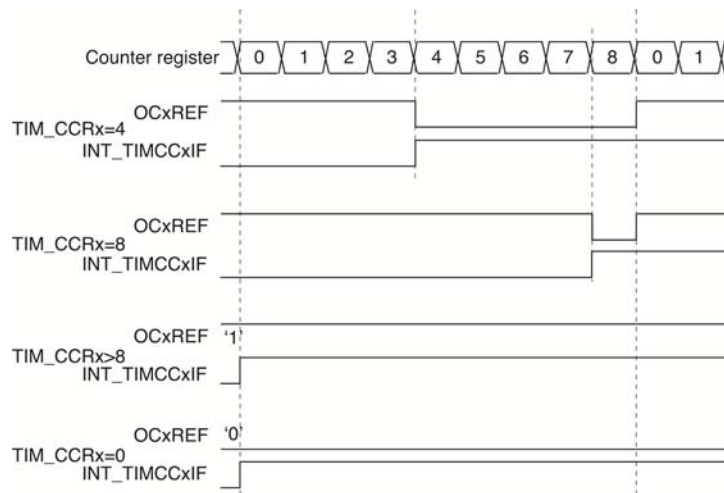 Counter register 0 1 2 3 4 5 6 7 8 0 1
OCxREF
TIM_CCRx=4
INT_TIMCCxIF
OCxREF
TIM_CCRx=8
INT_TIMCCxIF
OCxREF '1'
TIM_CCRx>8
INT_TIMCCxIF
OCxREF '0'
TIM_CCRx=0
INT_TIMCCxIF